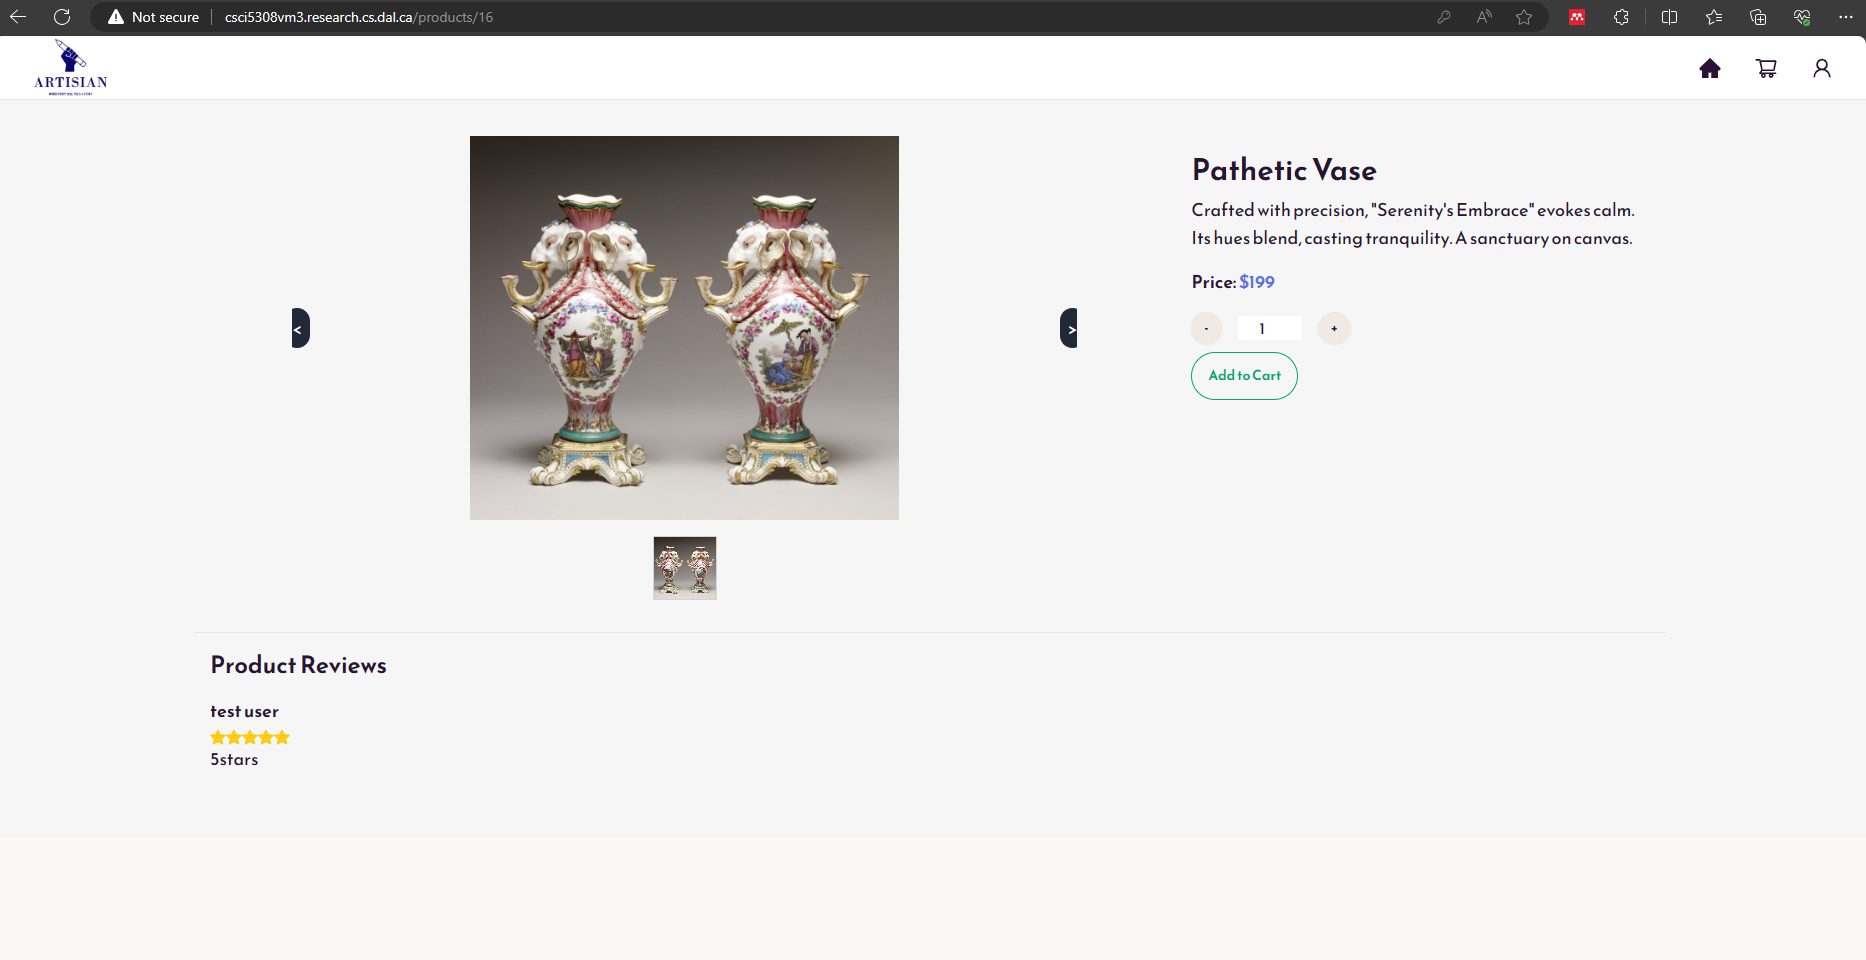 Not secure
csci5308vm3.research.cs.dal.ca/products/16
ARTISIAN
Pathetic Vase
Crafted with precision, "Serenity's Embrace" evokes calm.
Its hues blend, casting tranquility. A sanctuary on canvas.
Price: $199
<
>
- 1 +
Add to Cart
Product Reviews
test user
5stars